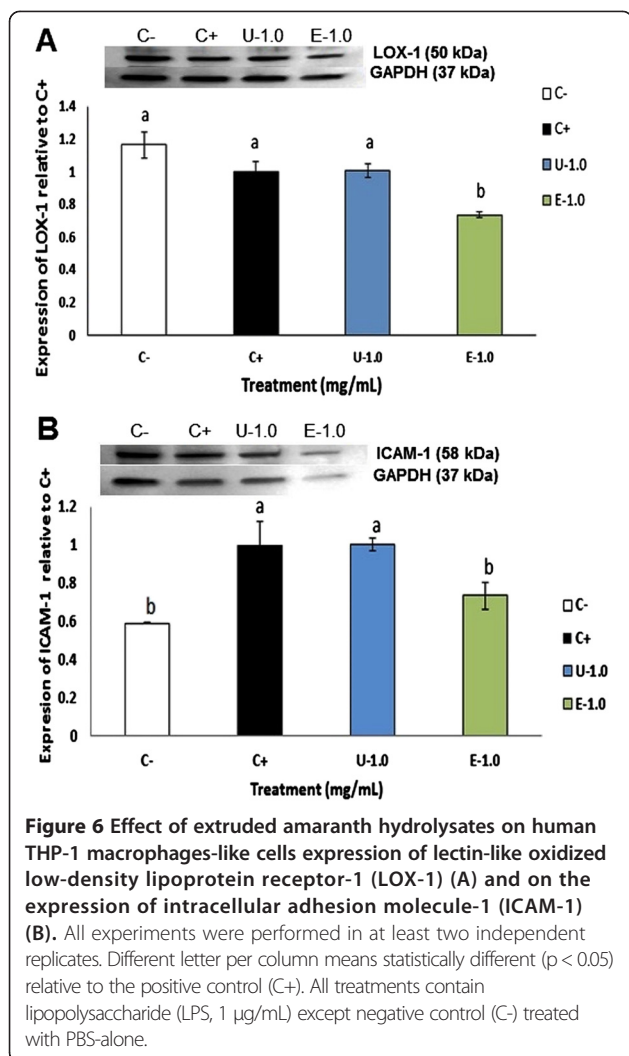 A
C- C+ U-1.0 E-1.0
LOX-1 (50 kDa)
GAPDH (37 kDa)
Expression of LOX-1 relative to C+
1.4
1.2
1
0.8
0.6
0.4
0.2
0
a
a
a
b
C-
C+
U-1.0
E-1.0
C- C+ U-1.0 E-1.0
Treatment (mg/mL)
B
C- C+ U-1.0 E-1.0
ICAM-1 (58 kDa)
GAPDH (37 kDa)
Expresion of ICAM-1 relative to C+
1.2
1
0.8
0.6
0.4
0.2
0
b
a
a
b
C-
C+
U-1.0
E-1.0
C- C+ U-1.0 E-1.0
Treatment (mg/mL)
Figure 6 Effect of extruded amaranth hydrolysates on human
THP-1 macrophages-like cells expression of lectin-like oxidized
low-density lipoprotein receptor-1 (LOX-1) (A) and on the
expression of intracellular adhesion molecule-1 (ICAM-1)
(B). All experiments were performed in at least two independent
replicates. Different letter per column means statistically different (p < 0.05)
relative to the positive control (C+). All treatments contain
lipopolysaccharide (LPS, 1 μg/mL) except negative control (C-) treated
with PBS-alone.